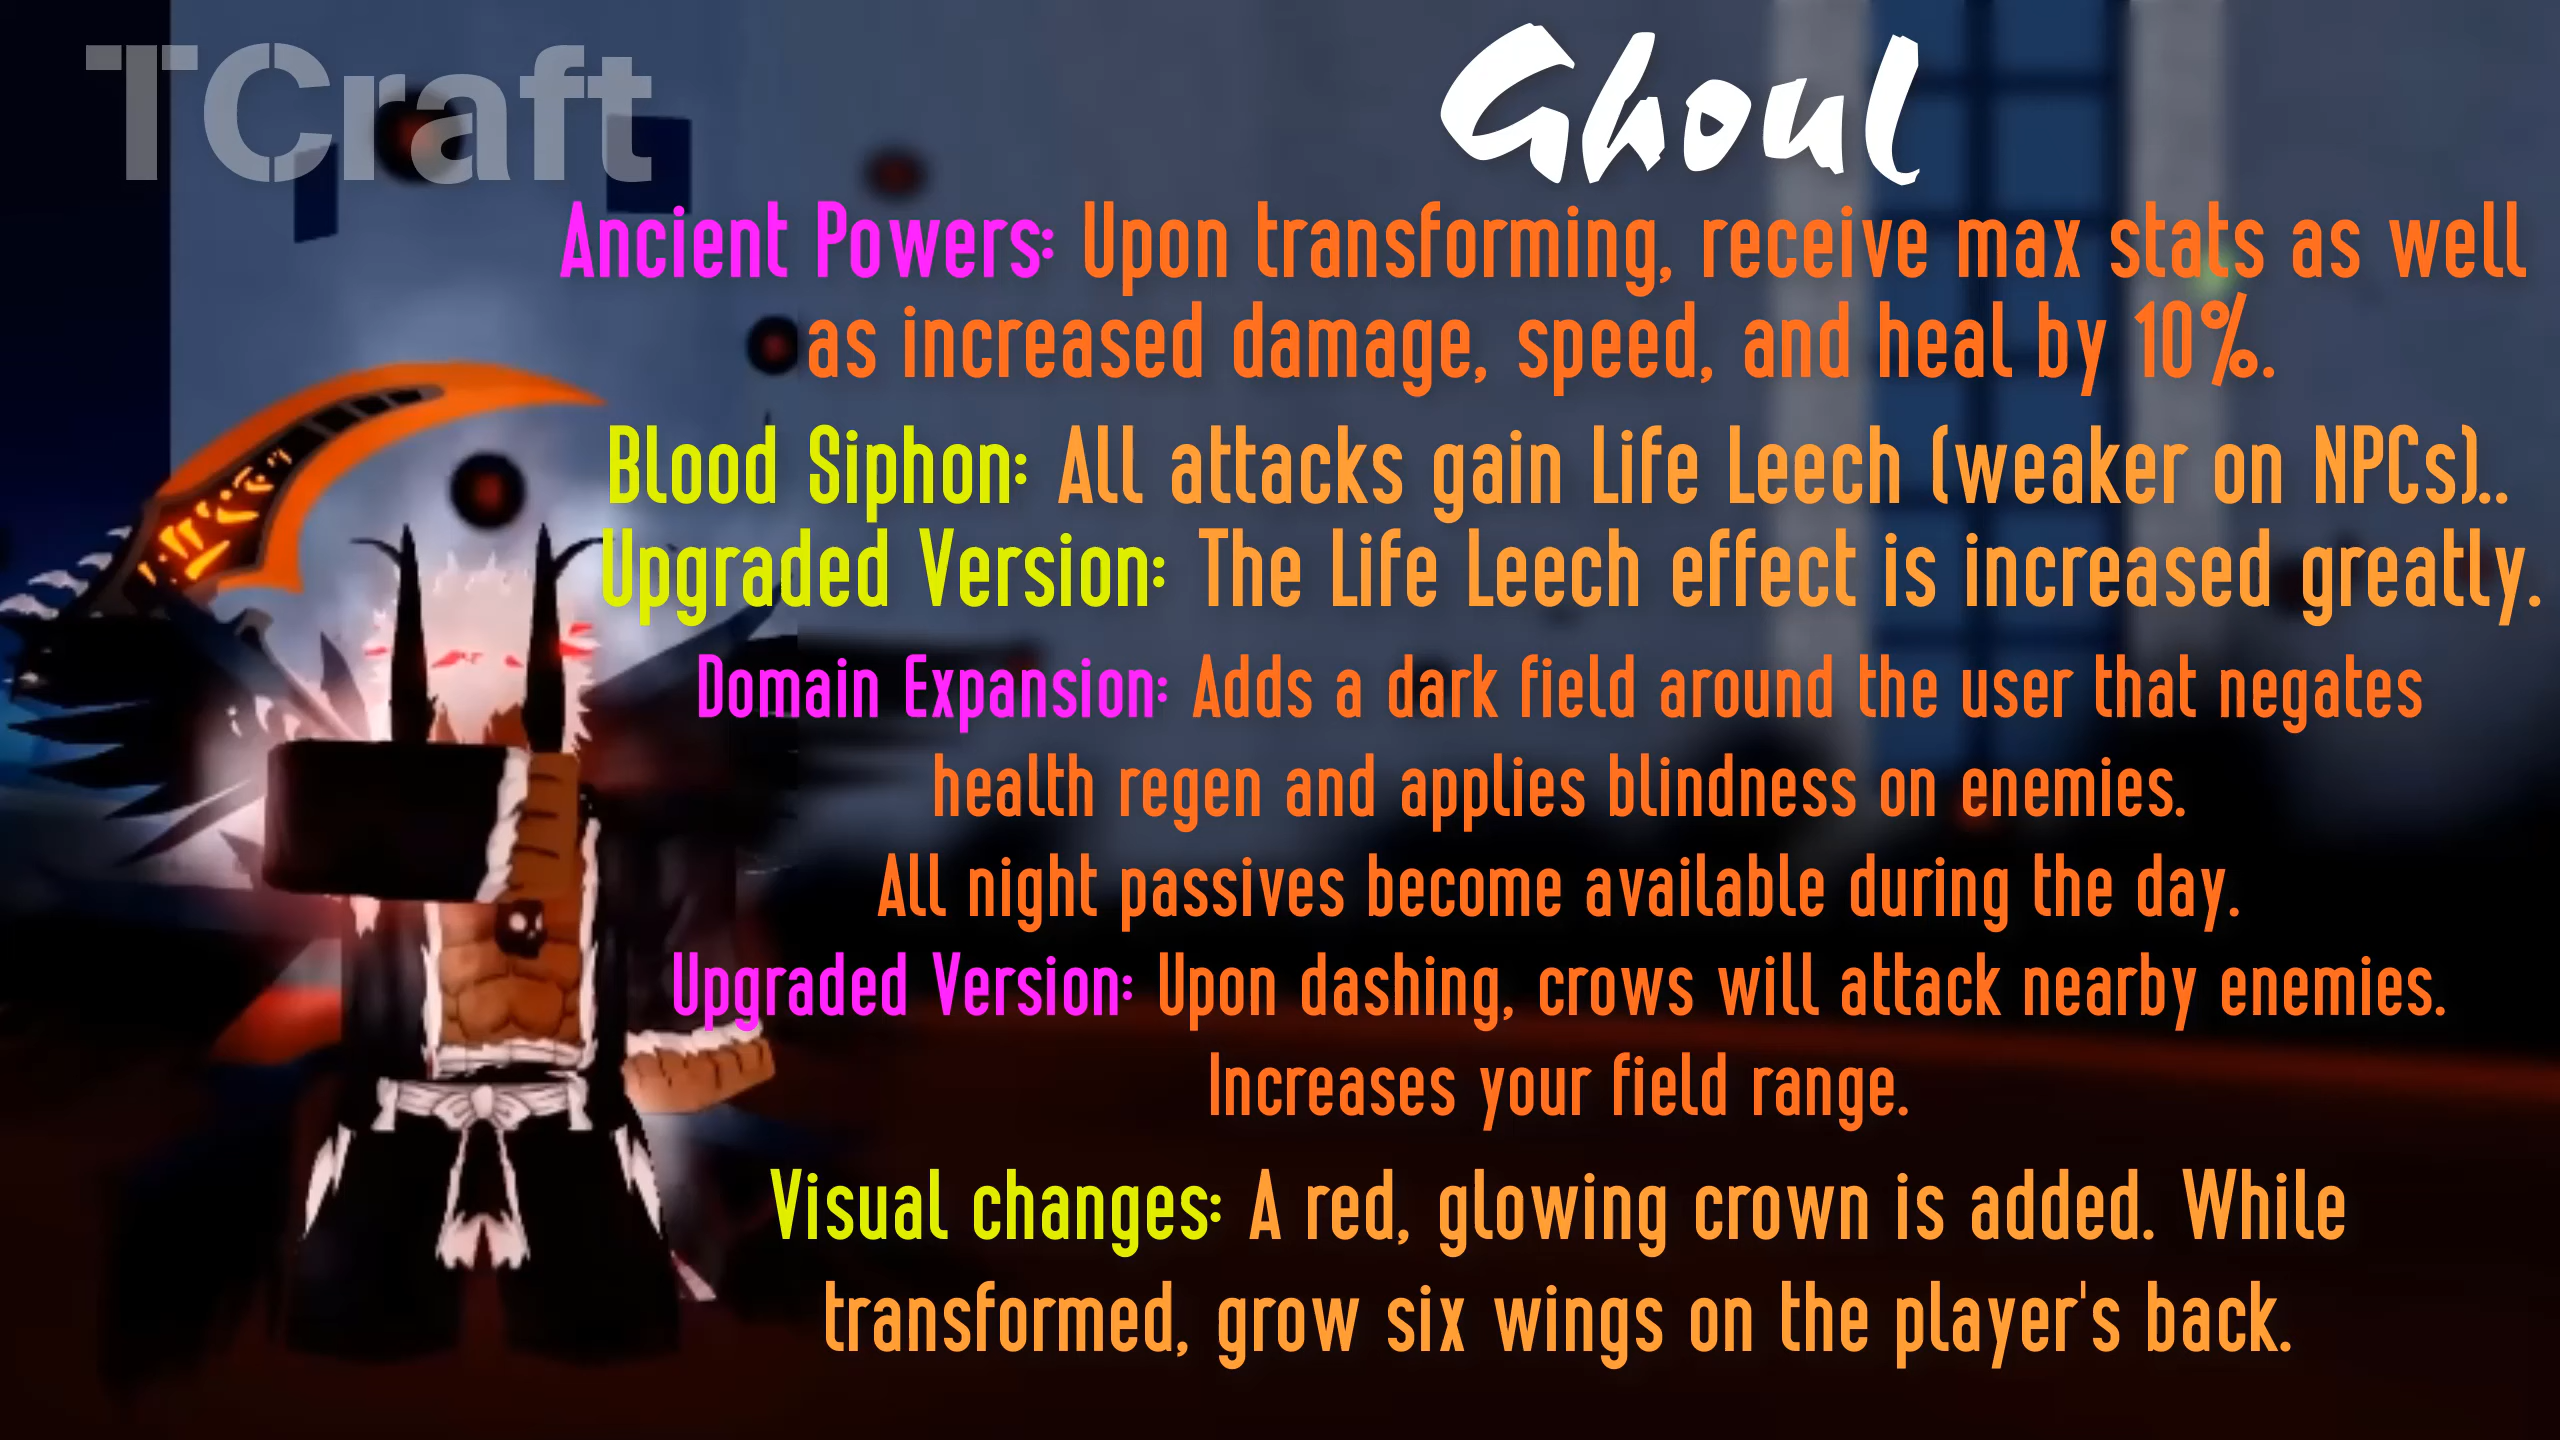 TCraft
Ghoul
Ancient Powers: Upon transforming, receive max stats as well
as increased damage, speed, and heal by 10%.
Blood Siphon: All attacks gain Life Leech (weaker on NPCs)..
Upgraded Version: The Life Leech effect is increased greatly.
Domain Expansion: Adds a dark field around the user that negates
health regen and applies blindness on enemies.
All night passives become available during the day.
Upgraded Version: Upon dashing, crows will attack nearby enemies.
Increases your field range.
Visual changes: A red, glowing crown is added. While
transformed, grow six wings on the player's back.